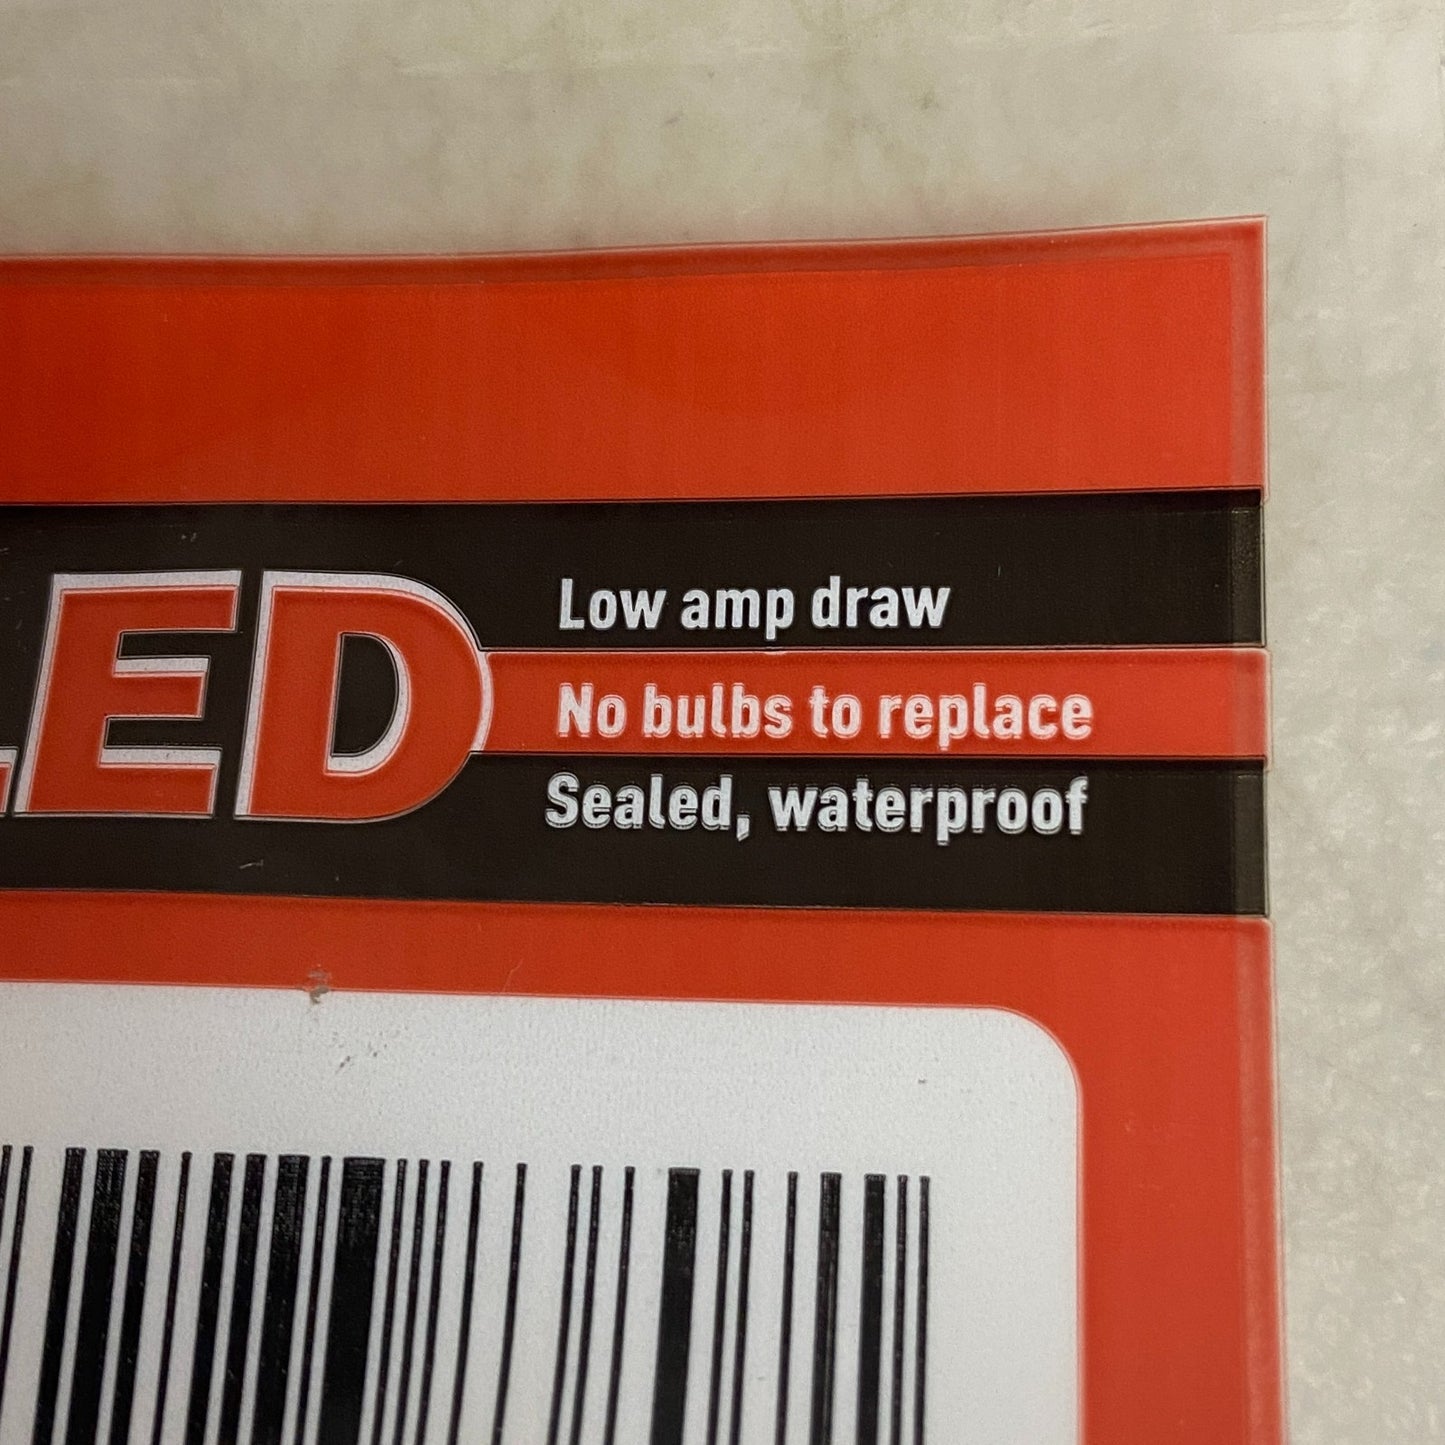 LED
Low amp draw
No bulbs to replace
Sealed, waterproof